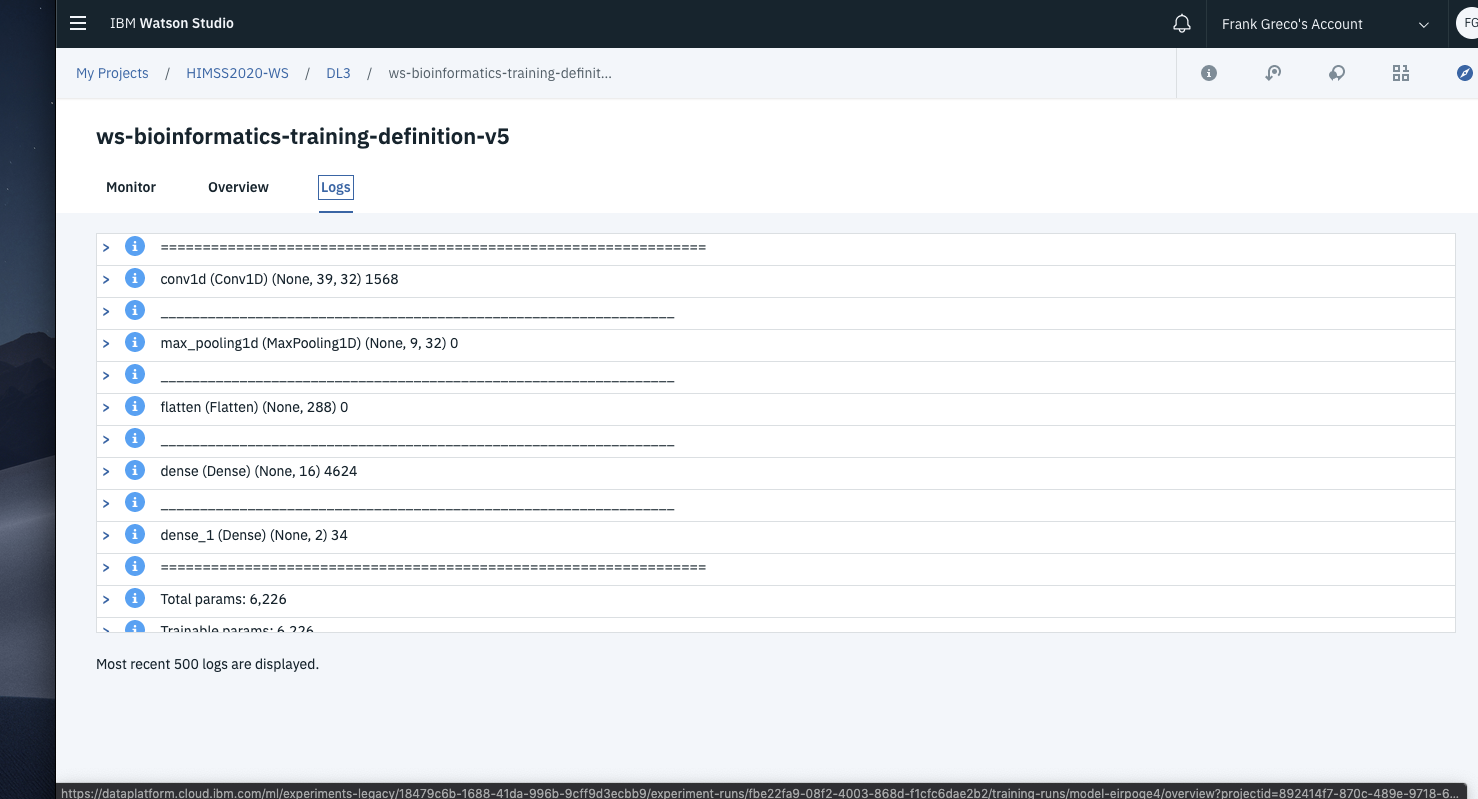 IBM Watson Studio
Frank Greco's Account
FG
My Projects / HIMSS2020-WS / DL3 / ws-bioinformatics-training-definit...
ws-bioinformatics-training-definition-v5
Monitor Overview Logs
> i =================================================================
> i conv1d (Conv1D) (None, 39, 32) 1568
> i _________________________________________________________________
> i max_pooling1d (MaxPooling1D) (None, 9, 32) 0
> i _________________________________________________________________
> i flatten (Flatten) (None, 288) 0
> i _________________________________________________________________
> i dense (Dense) (None, 16) 4624
> i _________________________________________________________________
> i dense_1 (Dense) (None, 2) 34
> i =================================================================
> i Total params: 6,226
> i Trainable params: 6,226
Most recent 500 logs are displayed.
https://dataplatform.cloud.ibm.com/ml/experiments-legacy/18479c6b-1688-41da-996b-9cff9d3ecbb9/experiment-runs/fbe22fa9-08f2-4003-868d-f1cfc6dae2b2/training-runs/model-eirpoqe4/overview?projectid=892414f7-870c-489e-9718-6...